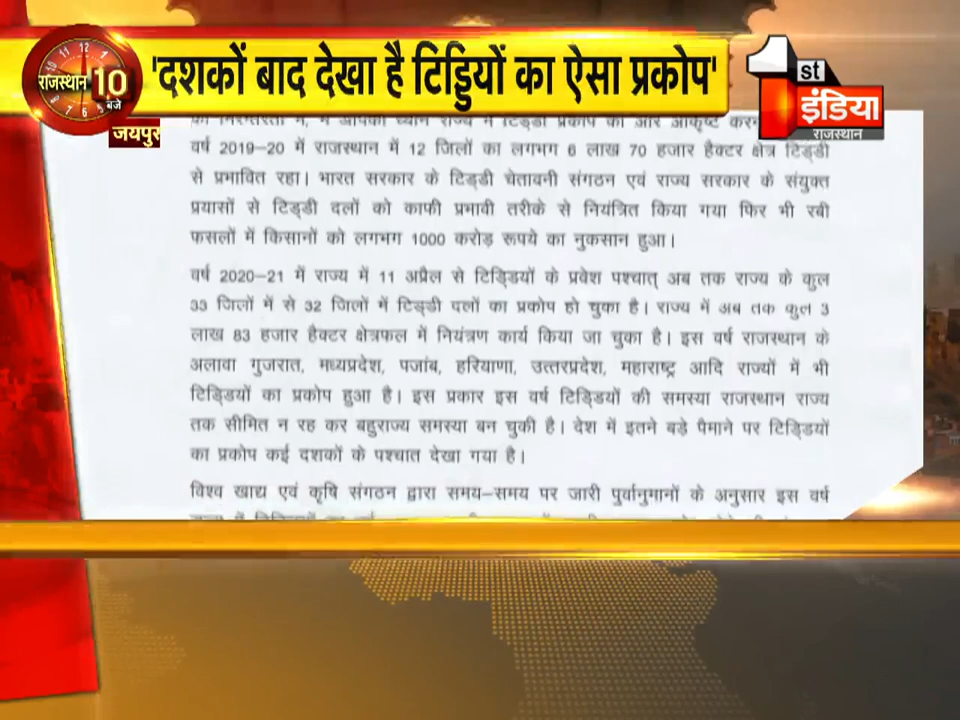 राजस्थान 10 बजे
'दशकों बाद देखा है टिड्डियों का ऐसा प्रकोप'
1st इंडिया
राजस्थान
जयपुर
वर्ष 2019–20 में राजस्थान में 12 जिलों का लगभग 6 लाख 70 हजार हैक्टर क्षेत्र टिड्डी
से प्रभावित रहा। भारत सरकार के टिड्डी चेतावनी संगठन एवं राज्य सरकार के संयुक्त
प्रयासों से टिड्डी दलों को काफी प्रभावी तरीके से नियंत्रित किया गया फिर भी रबी
फसलों में किसानों को लगभग 1000 करोड़ रूपये का नुकसान हुआ।
वर्ष 2020–21 में राज्य में 11 अप्रैल से टिड्डियों के प्रवेश पश्चात् अब तक राज्य के कुल
33 जिलों में से 32 जिलों में टिड्डी दलों का प्रकोप हो चुका है। राज्य में अब तक कुल 3
लाख 83 हजार हैक्टर क्षेत्रफल में नियंत्रण कार्य किया जा चुका है। इस वर्ष राजस्थान के
अलावा गुजरात, मध्यप्रदेश, पजांब, हरियाणा, उत्तरप्रदेश, महाराष्ट्र आदि राज्यों में भी
टिड्डियों का प्रकोप हुआ है। इस प्रकार इस वर्ष टिड्डियों की समस्या राजस्थान राज्य
तक सीमित न रह कर बहुराज्य समस्या बन चुकी है। देश में इतने बड़े पैमाने पर टिड्डियों
का प्रकोप कई दशकों के पश्चात देखा गया है।
विश्व खाद्य एवं कृषि संगठन द्वारा समय–समय पर जारी पुर्वानुमानों के अनुसार इस वर्ष